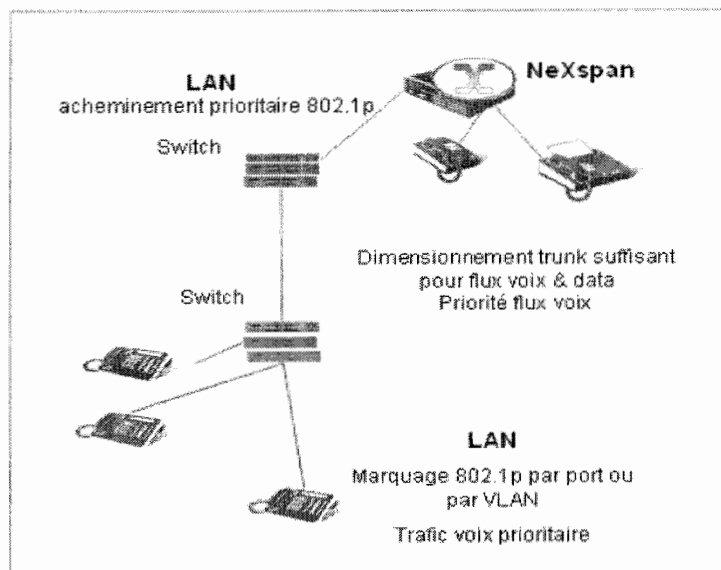 LAN
acheminement prioritaire 802.1p
NeXspan
Switch
Dimensionnement trunk suffisant
pour flux voix & data
Priorité flux voix
Switch
LAN
Marquage 802.1p par port ou
par VLAN
Trafic voix prioritaire